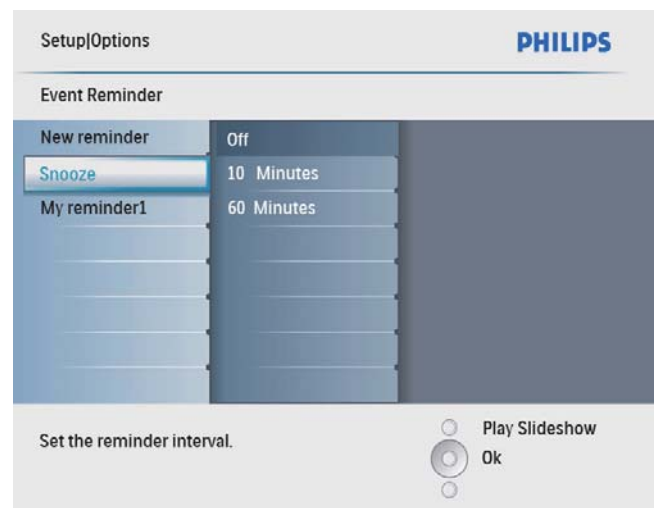 Setup|Options
PHILIPS
Event Reminder
New reminder
Off
Snooze
10 Minutes
My reminder1
60 Minutes
Set the reminder interval.
Play Slideshow
Ok